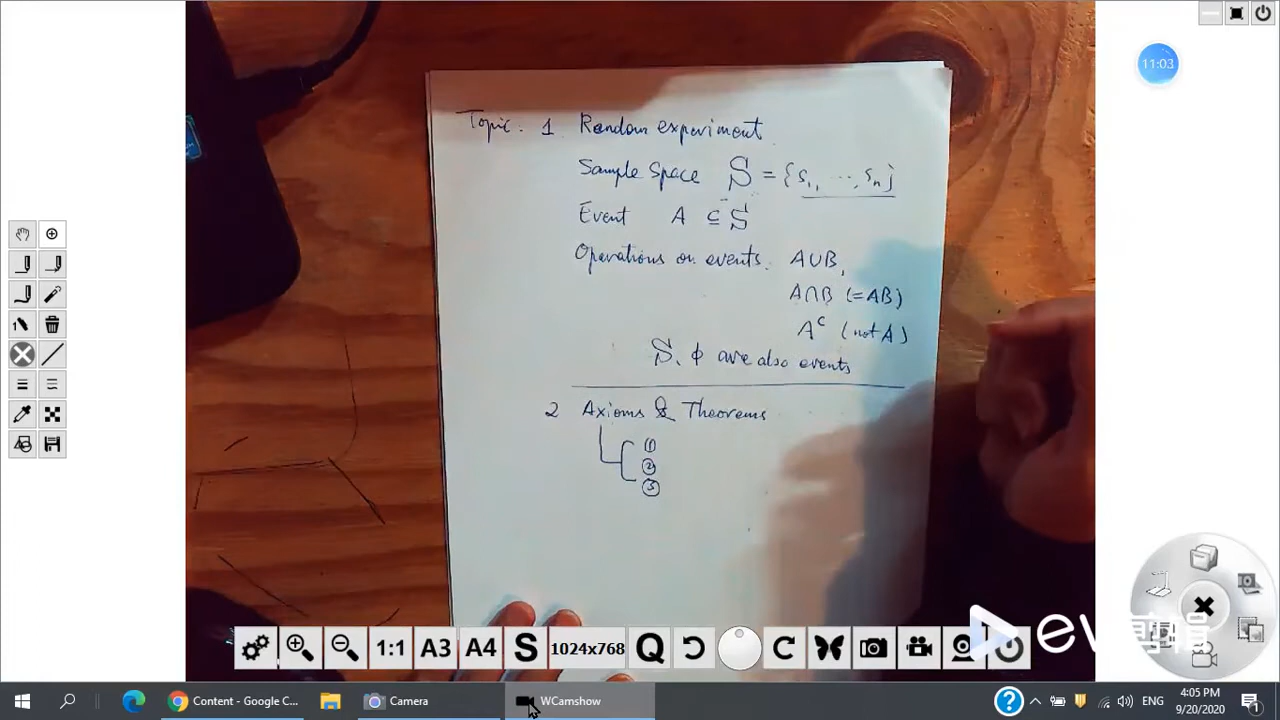 11:03
Topic. 1 Random experiment
Sample Space S = {s1, ..., sn}
Event A ⊆ S
Operations on events. A∪B,
A∩B (=AB)
Aᶜ (not A)
S, ϕ are also events
2 Axioms & Theorems
①
②
③
1:1 A3 A4 S 1024x768 Q C
Content - Google C...
Camera
WCamshow
ENG
4:05 PM
9/20/2020
1